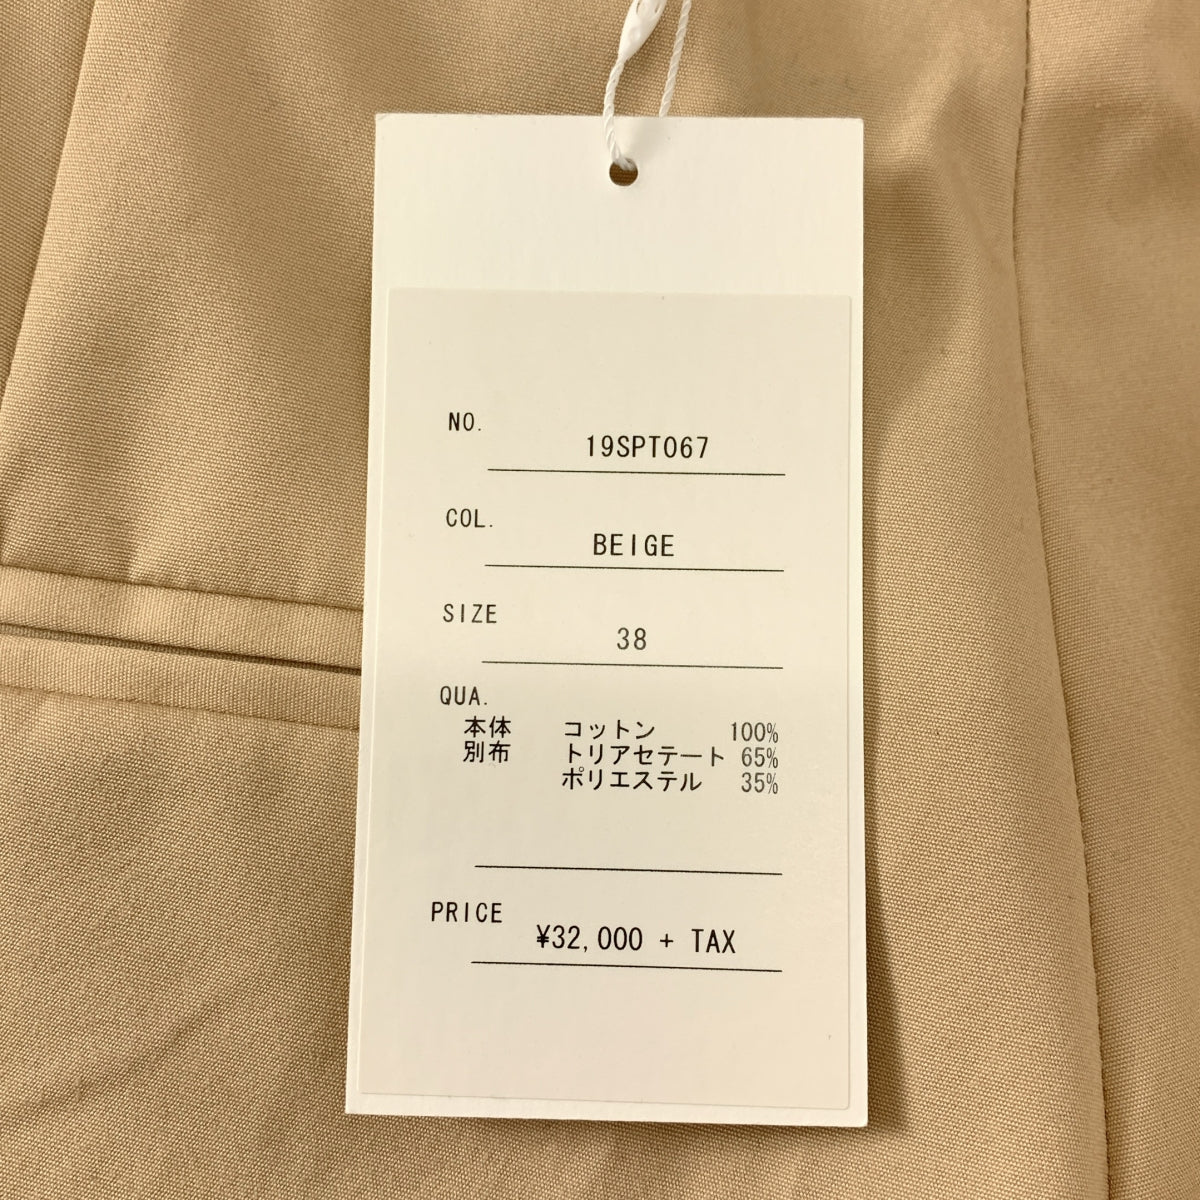 NO.
19SPT067
COL.
BEIGE
SIZE
38
QUA.
本体 コットン 100%
別布 トリアセテート 65%
ポリエステル 35%
PRICE
¥32,000 + TAX